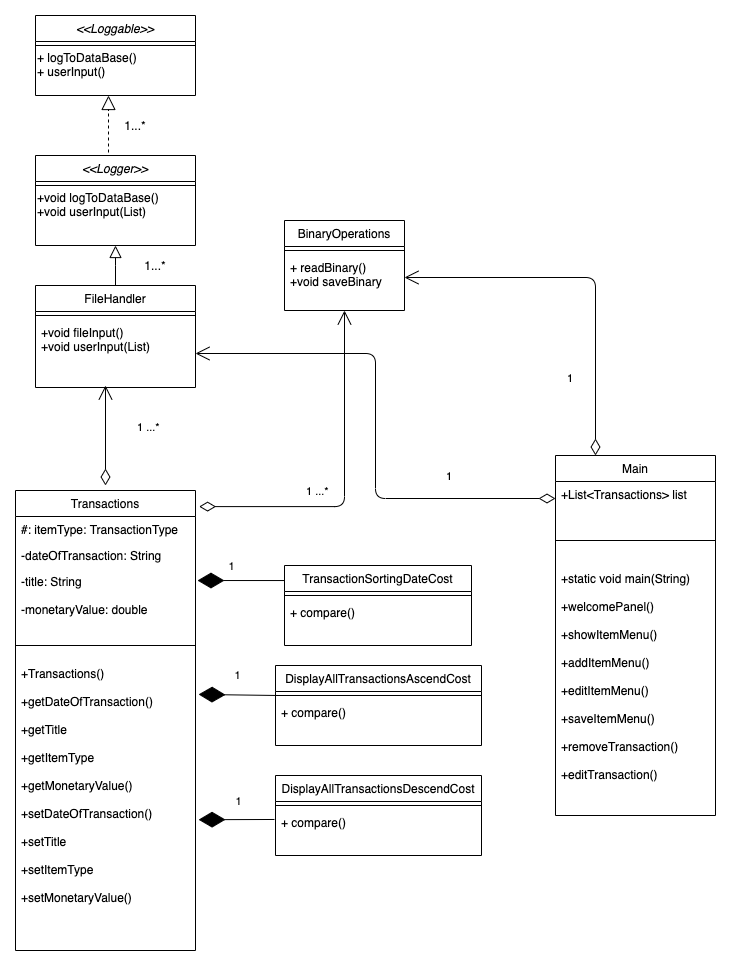 <<Loggable>>
+ logToDataBase()
+ userInput()
1...*
<<Logger>>
+void logToDataBase()
+void userInput(List)
1...*
FileHandler
+void fileInput()
+void userInput(List)
BinaryOperations
+ readBinary()
+void saveBinary
1
1 ...*
1
1 ...*
Transactions
#: itemType: TransactionType
-dateOfTransaction: String
-title: String
-monetaryValue: double
+Transactions()
+getDateOfTransaction()
+getTitle
+getItemType
+getMonetaryValue()
+setDateOfTransaction()
+setTitle
+setItemType
+setMonetaryValue()
1
TransactionSortingDateCost
+ compare()
1
DisplayAllTransactionsAscendCost
+ compare()
1
DisplayAllTransactionsDescendCost
+ compare()
Main
+List<Transactions> list
+static void main(String)
+welcomePanel()
+showItemMenu()
+addItemMenu()
+editItemMenu()
+saveItemMenu()
+removeTransaction()
+editTransaction()